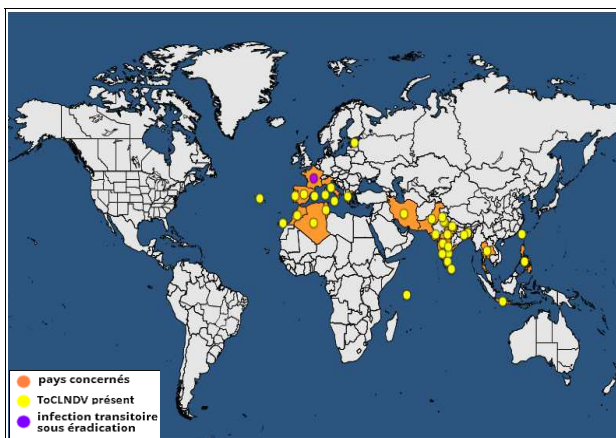 pays concernés
ToCLNDV présent
infection transitoire
sous éradication